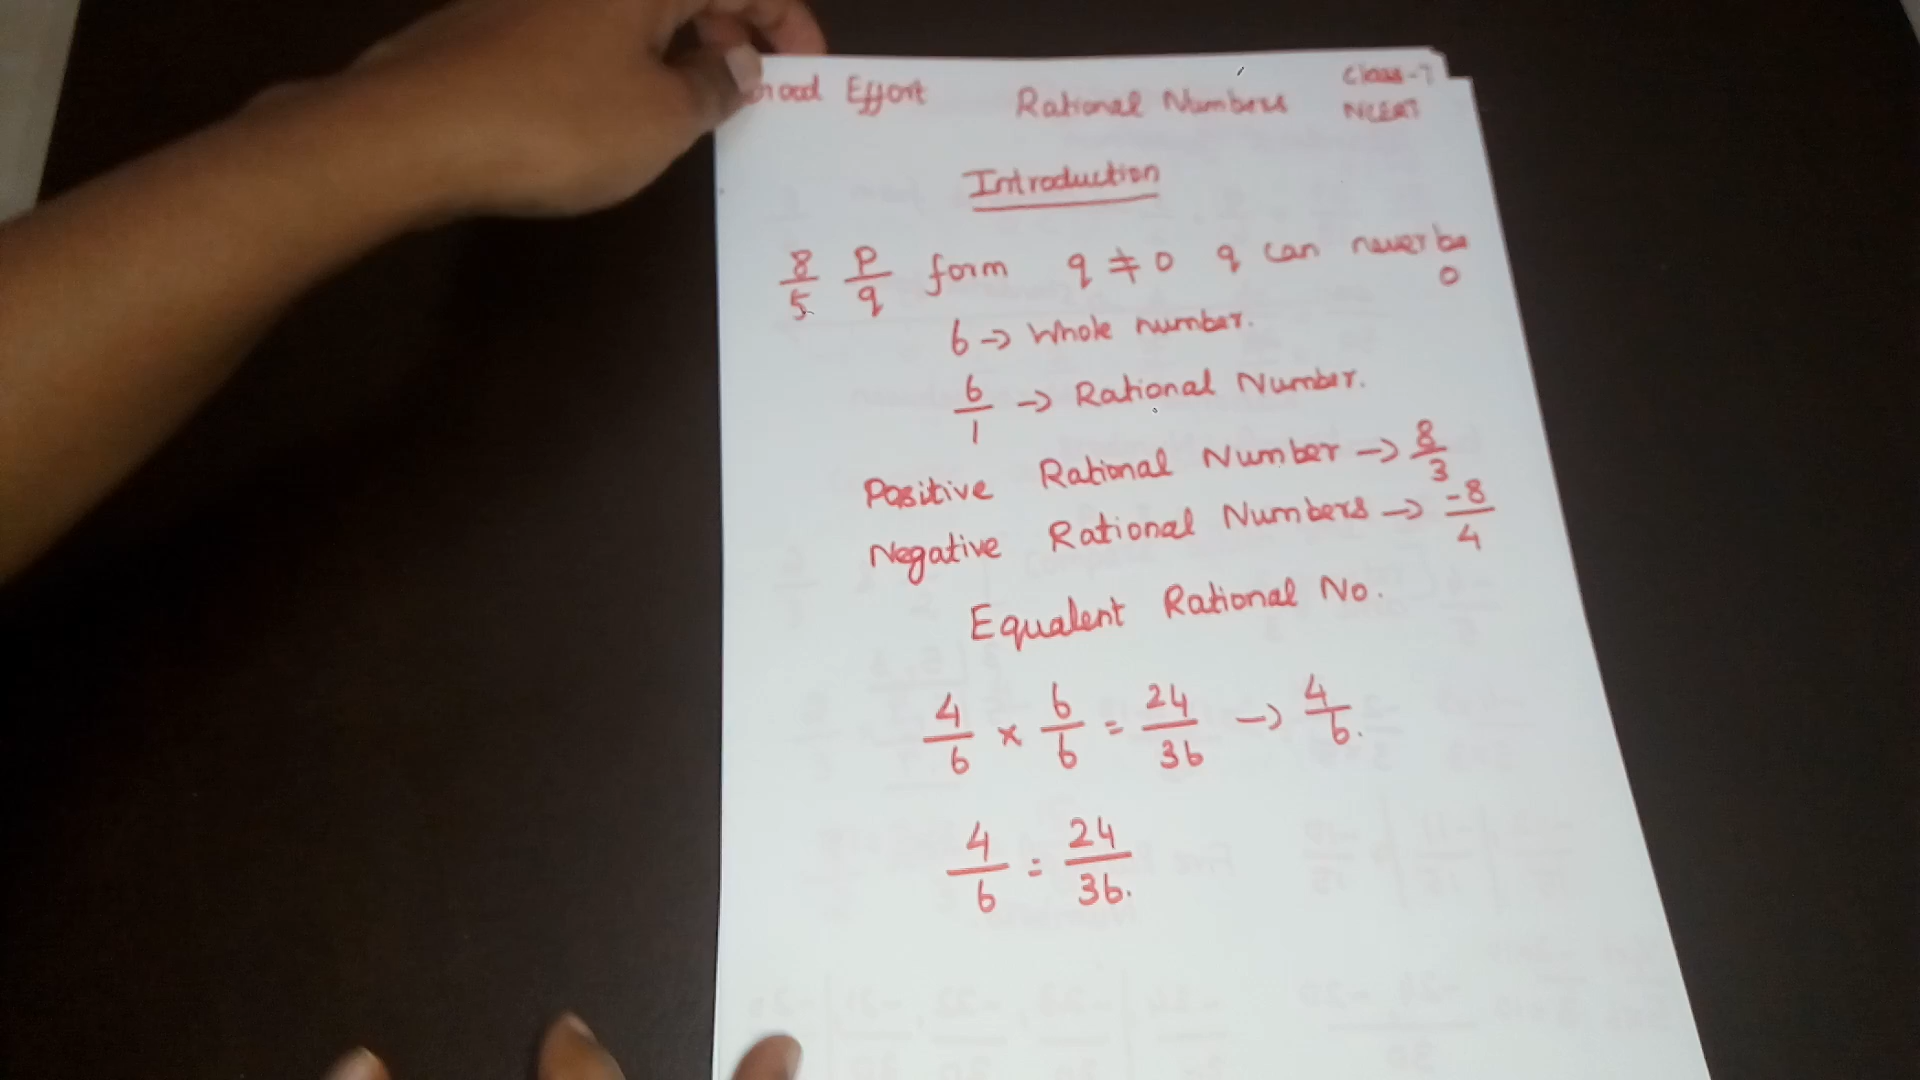 Good Effort Rational Numbers Class-7
NCERT
Introduction
8/5 p/q form q ≠ 0 q can never be 0
6 -> Whole number.
6/1 -> Rational Number.
Positive Rational Number -> 8/3
Negative Rational Numbers -> -8/4
Equalent Rational No.
4/6 × 6/6 = 24/36 -> 4/6.
4/6 = 24/36.